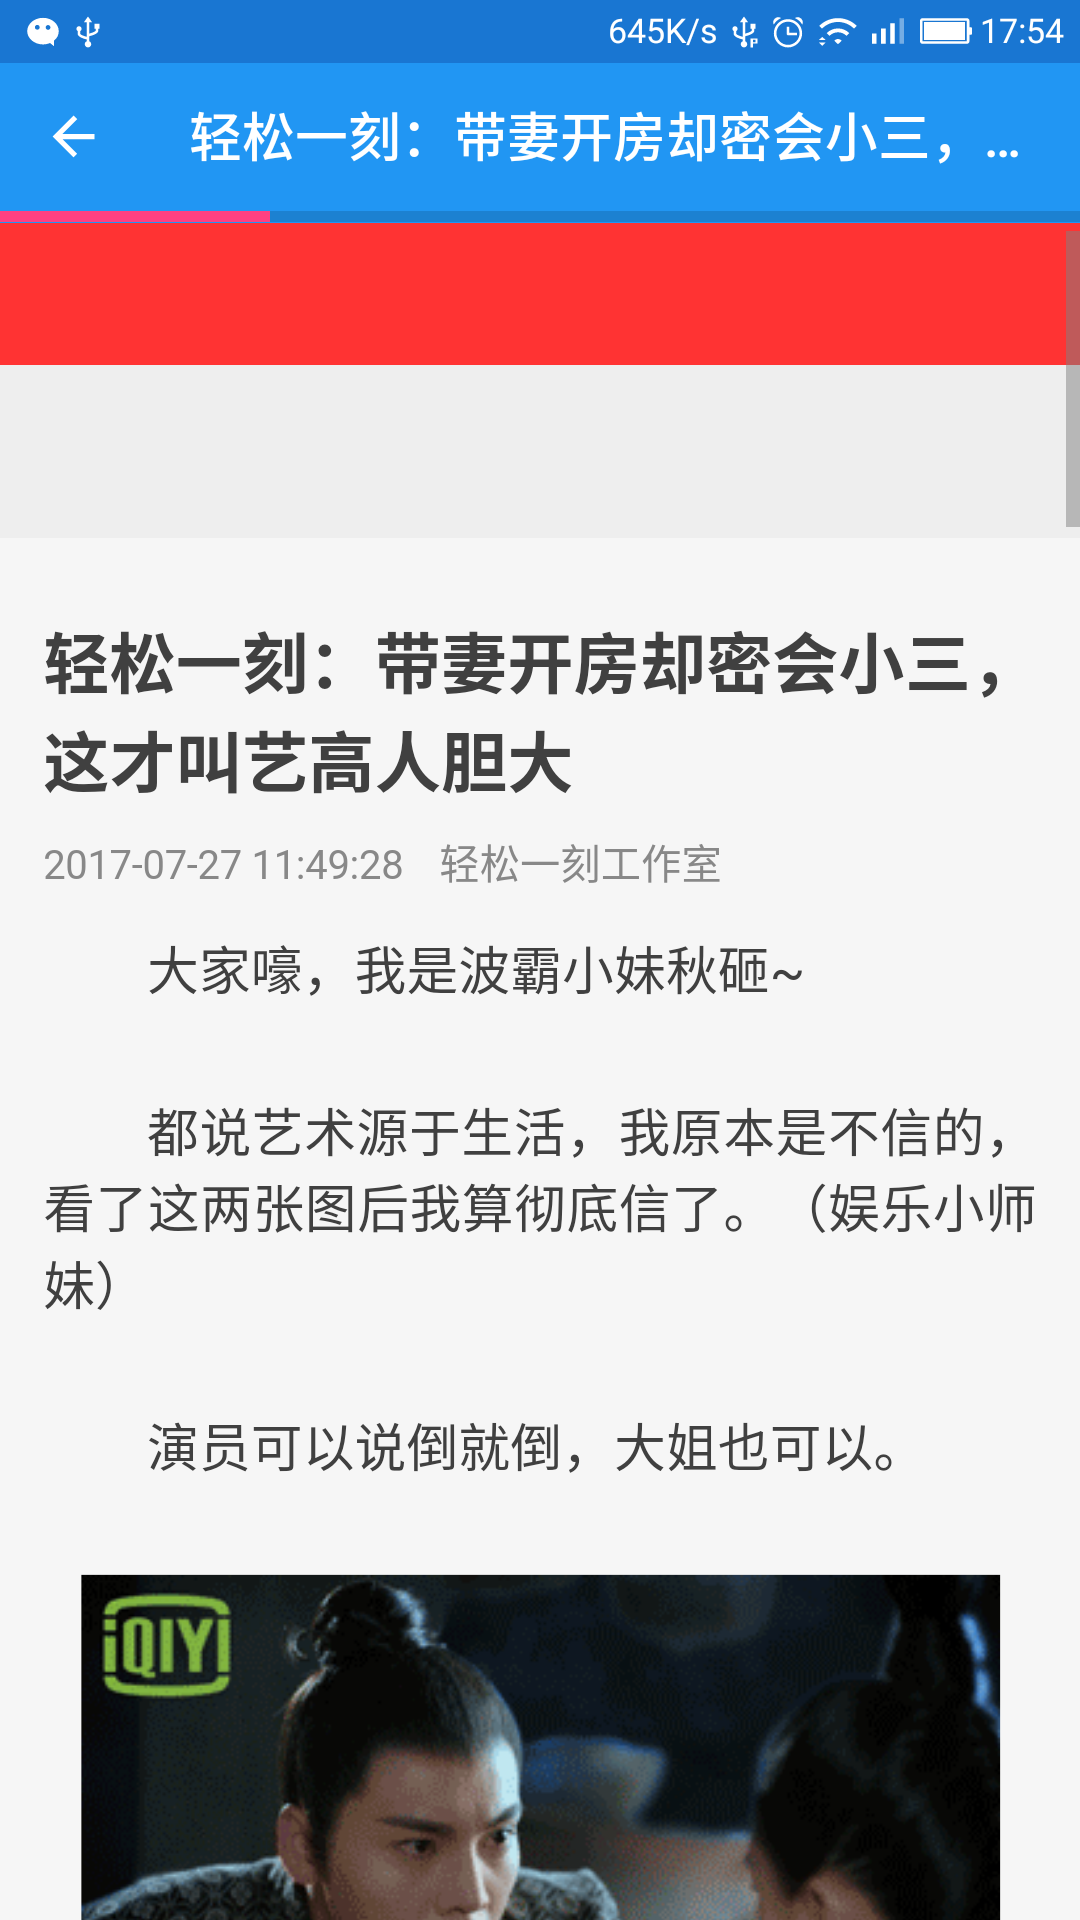 645K/s 17:54
轻松一刻：带妻开房却密会小三，...
轻松一刻：带妻开房却密会小三，
这才叫艺高人胆大
2017-07-27 11:49:28 轻松一刻工作室
大家嚎，我是波霸小妹秋砸~
都说艺术源于生活，我原本是不信的，
看了这两张图后我算彻底信了。（娱乐小师
妹）
演员可以说倒就倒，大姐也可以。
iQIYI